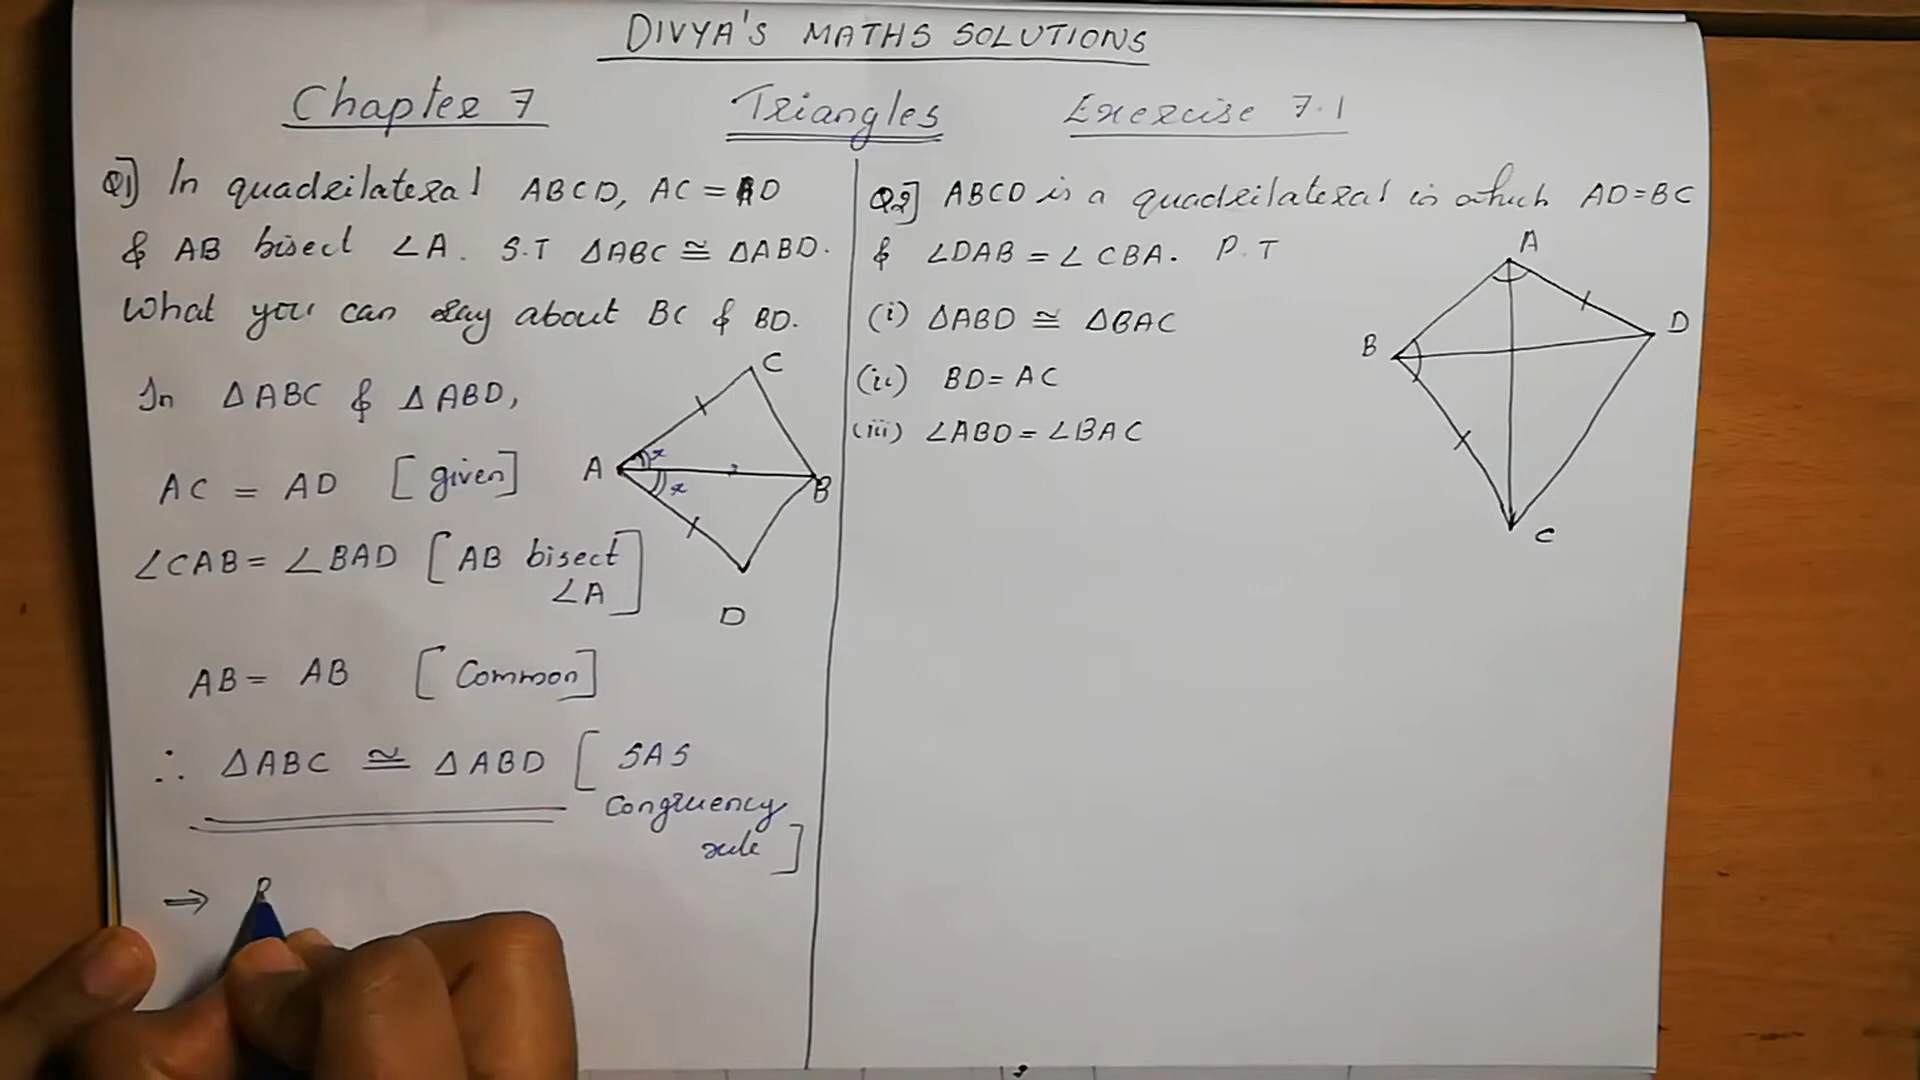 DIVYA'S MATHS SOLUTIONS
Chapter 7 Triangles Exercise 7.1
Q1] In quadrilateral ABCD, AC = AD
& AB bisect ∠A. S.T ΔABC ≅ ΔABD.
What you can say about BC & BD.
In ΔABC & ΔABD,
AC = AD [given]
∠CAB = ∠BAD [AB bisect
∠A]
AB = AB [Common]
∴ ΔABC ≅ ΔABD [SAS
Congruency
rule]
⇒ B
C
A
x
x
B
D
Q2] ABCD is a quadrilateral in which AD=BC
& ∠DAB = ∠CBA. P.T
(i) ΔABD ≅ ΔBAC
(ii) BD = AC
(iii) ∠ABD = ∠BAC
A
B
D
C